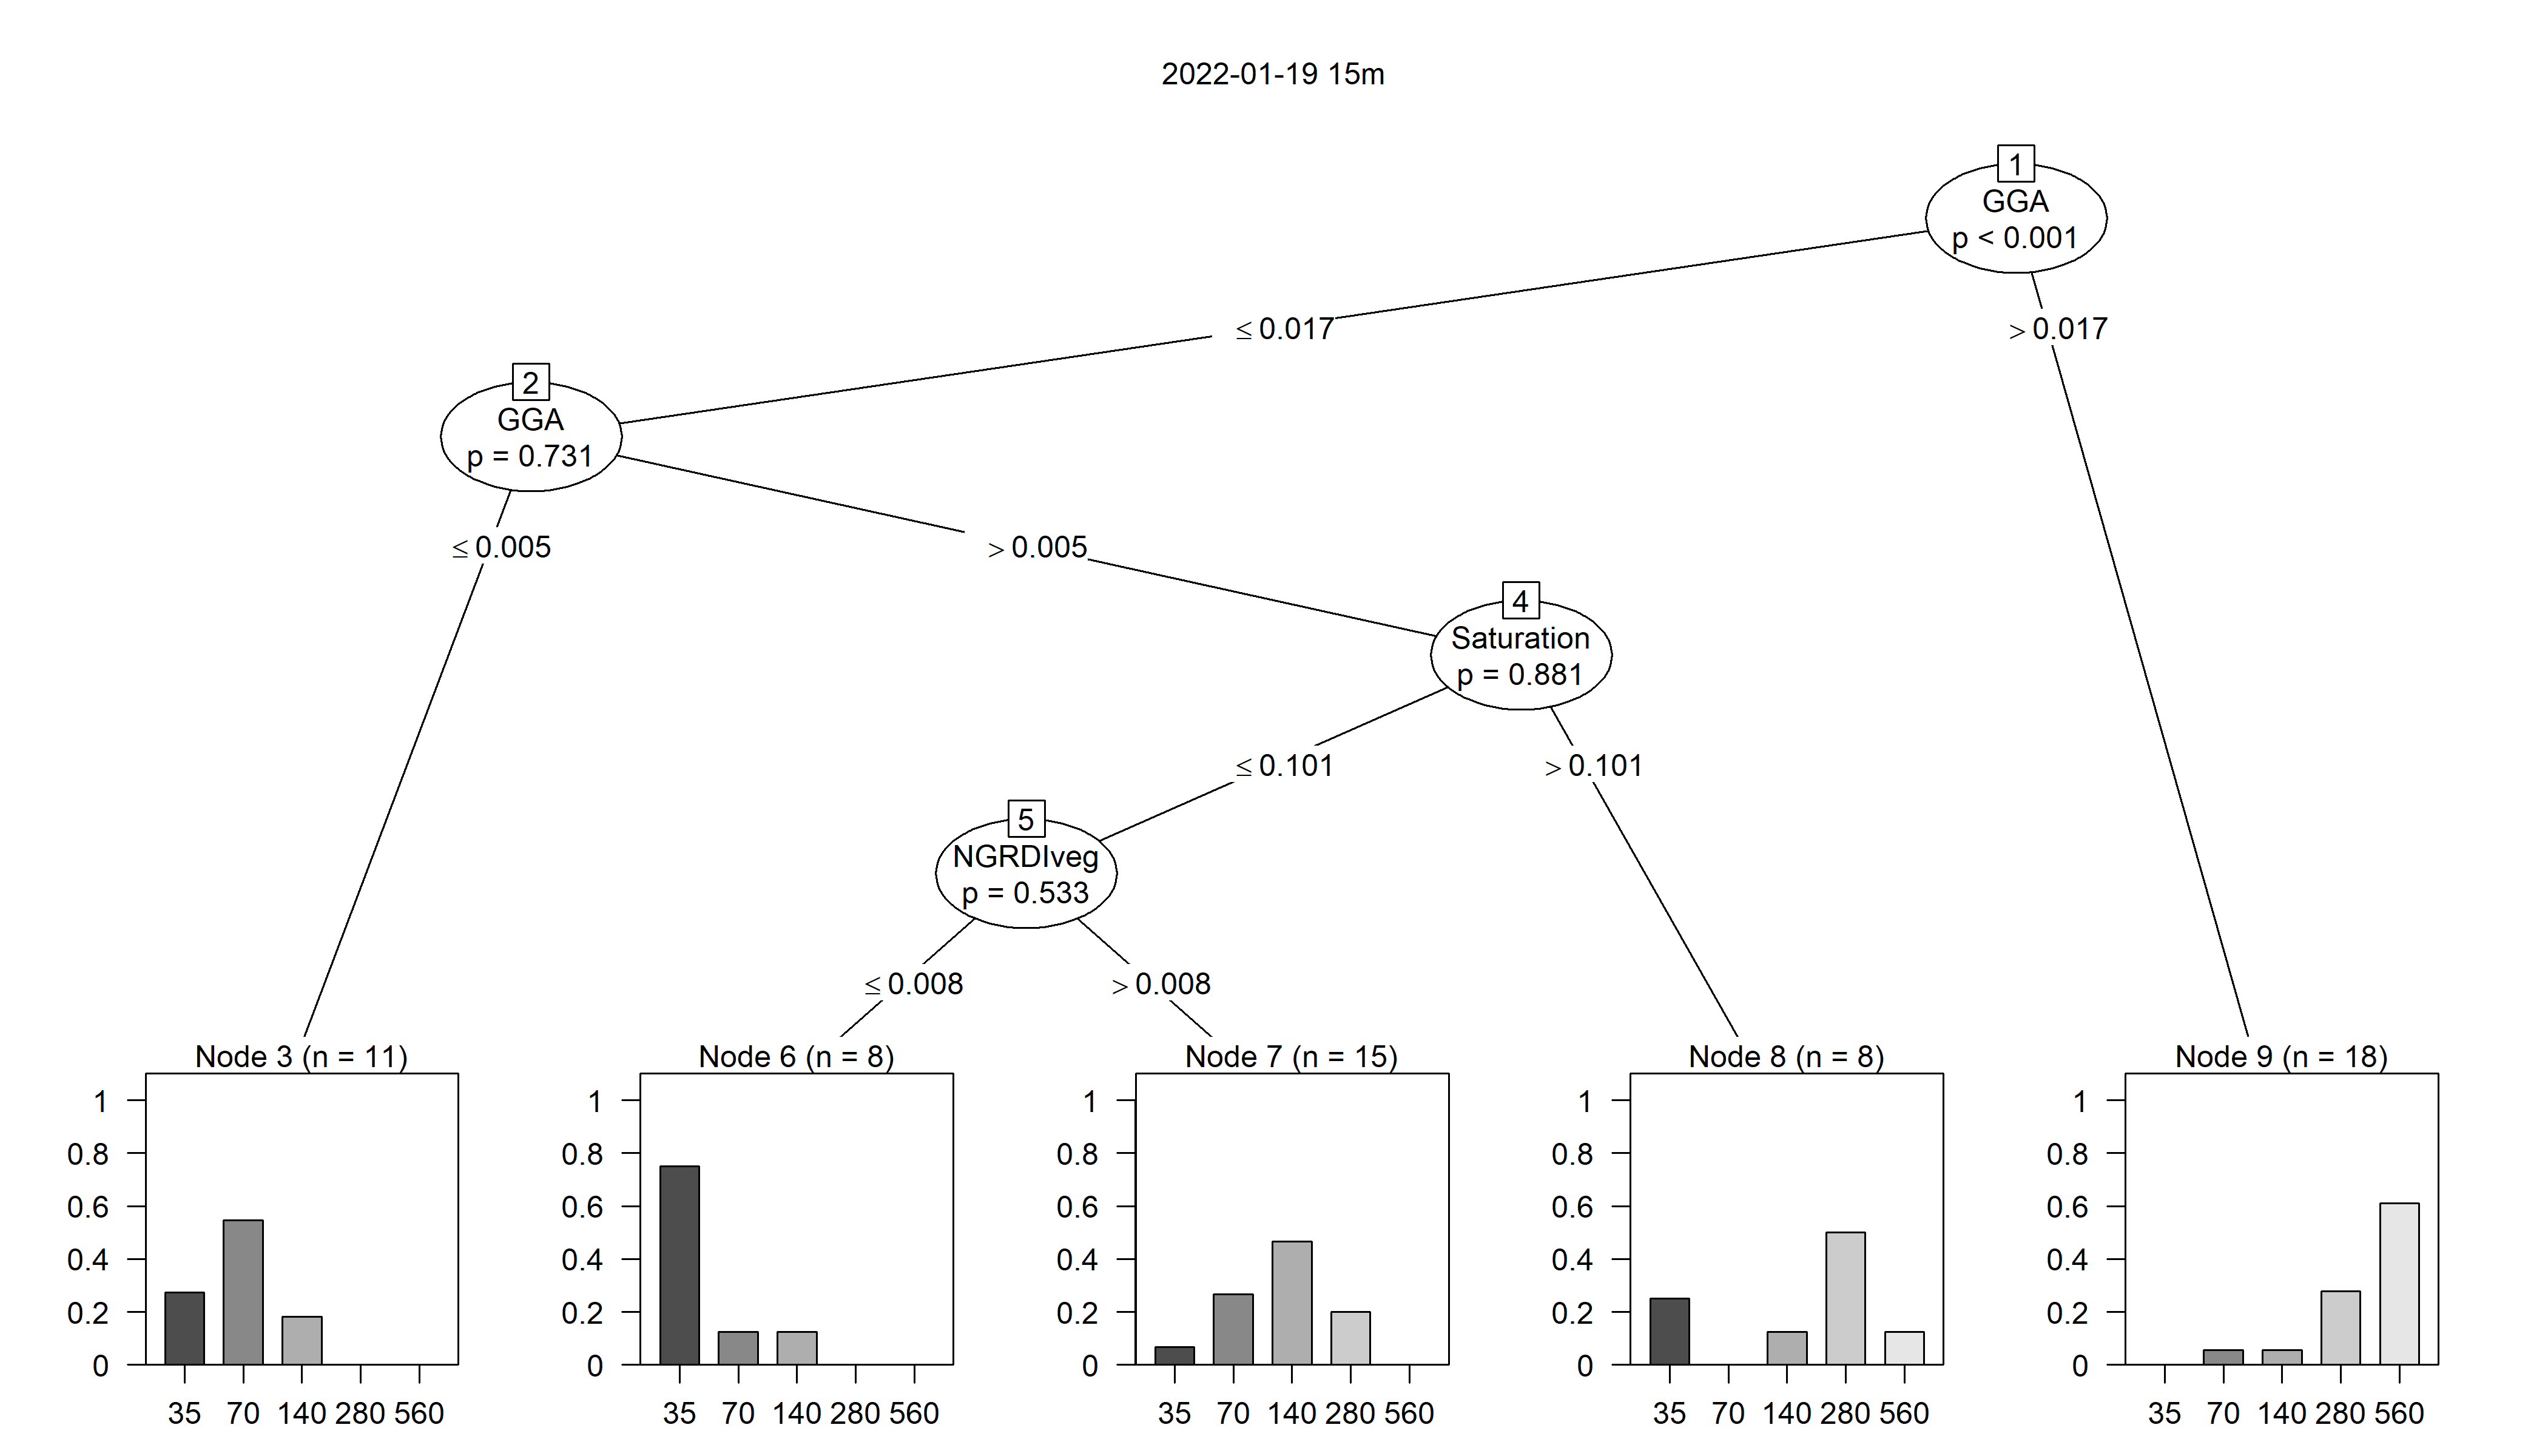 2022-01-19 15m
1
GGA
p < 0.001
≤ 0.017
> 0.017
2
GGA
p = 0.731
≤ 0.005
> 0.005
4
Saturation
p = 0.881
≤ 0.101
> 0.101
5
NGRDIveg
p = 0.533
≤ 0.008
> 0.008
Node 3 (n = 11)
1
0.8
0.6
0.4
0.2
0
35 70 140 280 560
Node 6 (n = 8)
1
0.8
0.6
0.4
0.2
0
35 70 140 280 560
Node 7 (n = 15)
1
0.8
0.6
0.4
0.2
0
35 70 140 280 560
Node 8 (n = 8)
1
0.8
0.6
0.4
0.2
0
35 70 140 280 560
Node 9 (n = 18)
1
0.8
0.6
0.4
0.2
0
35 70 140 280 560